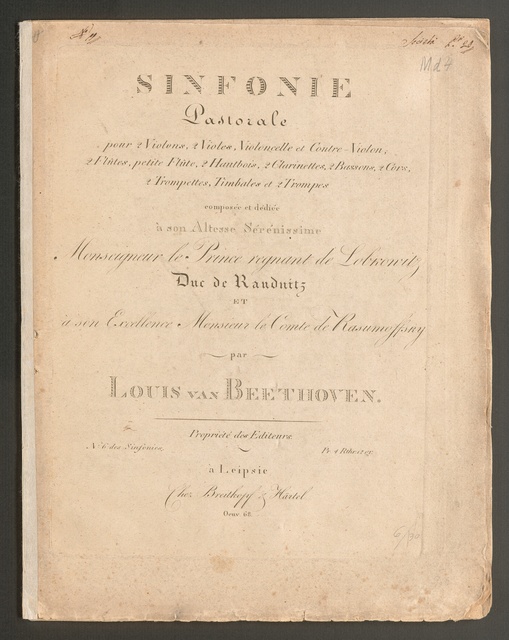 Md 4
SINFONIE
Pastorale
pour 2 Violons, 2 Violes, Violoncelle et Contre-Violon,
2 Flûtes, petite Flûte, 2 Hautbois, 2 Clarinettes, 2 Bassons, 2 Cors,
2 Trompettes, Timbales et 2 Trompes
composée et dédiée
à son Altesse Sérénissime
Monseigneur le Prince regnant de Lobkowitz
Duc de Raudnitz
ET
à son Excellence Monsieur le Comte de Rasumoffsky
par
LOUIS VAN BEETHOVEN.
Propriété des Editeurs.
No. 6 des Sinfonies. Pr.
à Leipsic
Chez Breitkopf & Härtel
Oeuv. 68.